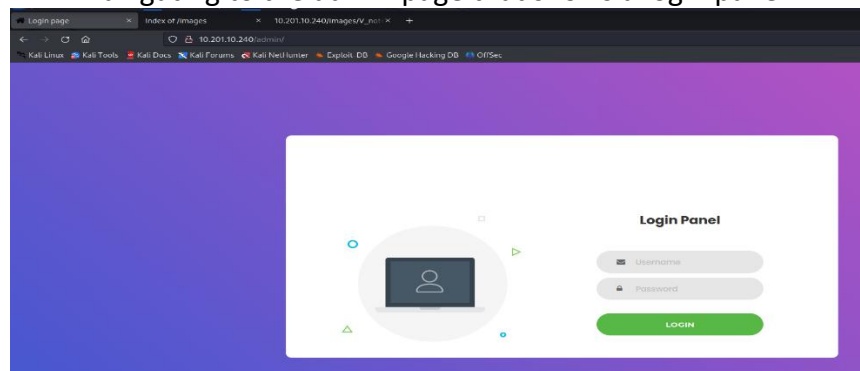 Login page Index of /images 10.201.10.240/images/V_not
10.201.10.240/admin/
Kali Linux Kali Tools Kali Docs Kali Forums Kali NetHunter Exploit-DB Google Hacking DB OffSec
Login Panel
Username
Password
LOGIN